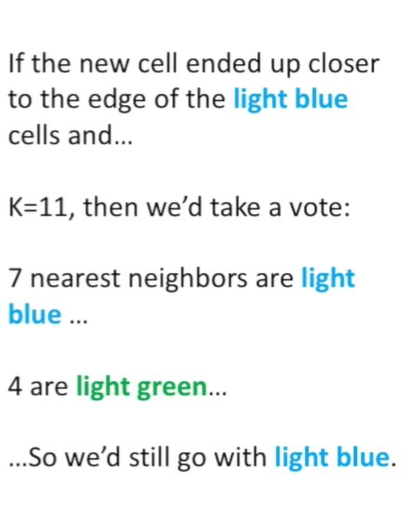 If the new cell ended up closer
to the edge of the light blue
cells and...
K=11, then we’d take a vote:
7 nearest neighbors are light
blue ...
4 are light green...
...So we’d still go with light blue.